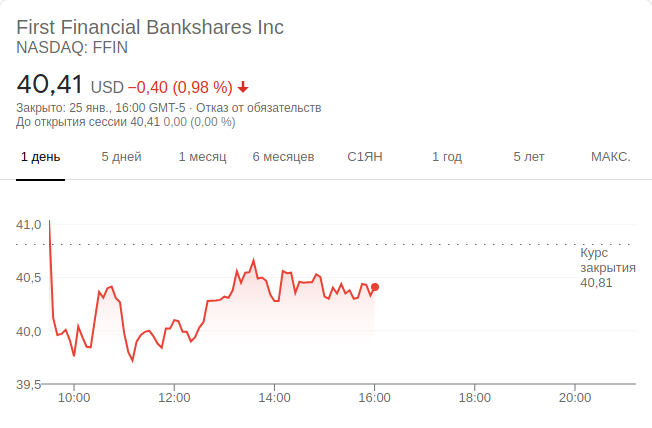 First Financial Bankshares Inc
NASDAQ: FFIN
40,41 USD −0,40 (0,98 %)
Закрыто: 25 янв., 16:00 GMT-5 · Отказ от обязательств
До открытия сессии 40,41 0,00 (0,00 %)
1 день 5 дней 1 месяц 6 месяцев С1ЯН 1 год 5 лет МАКС.
41,0
Курс
закрытия
40,81
40,5
40,0
39,5
10:00 12:00 14:00 16:00 18:00 20:00